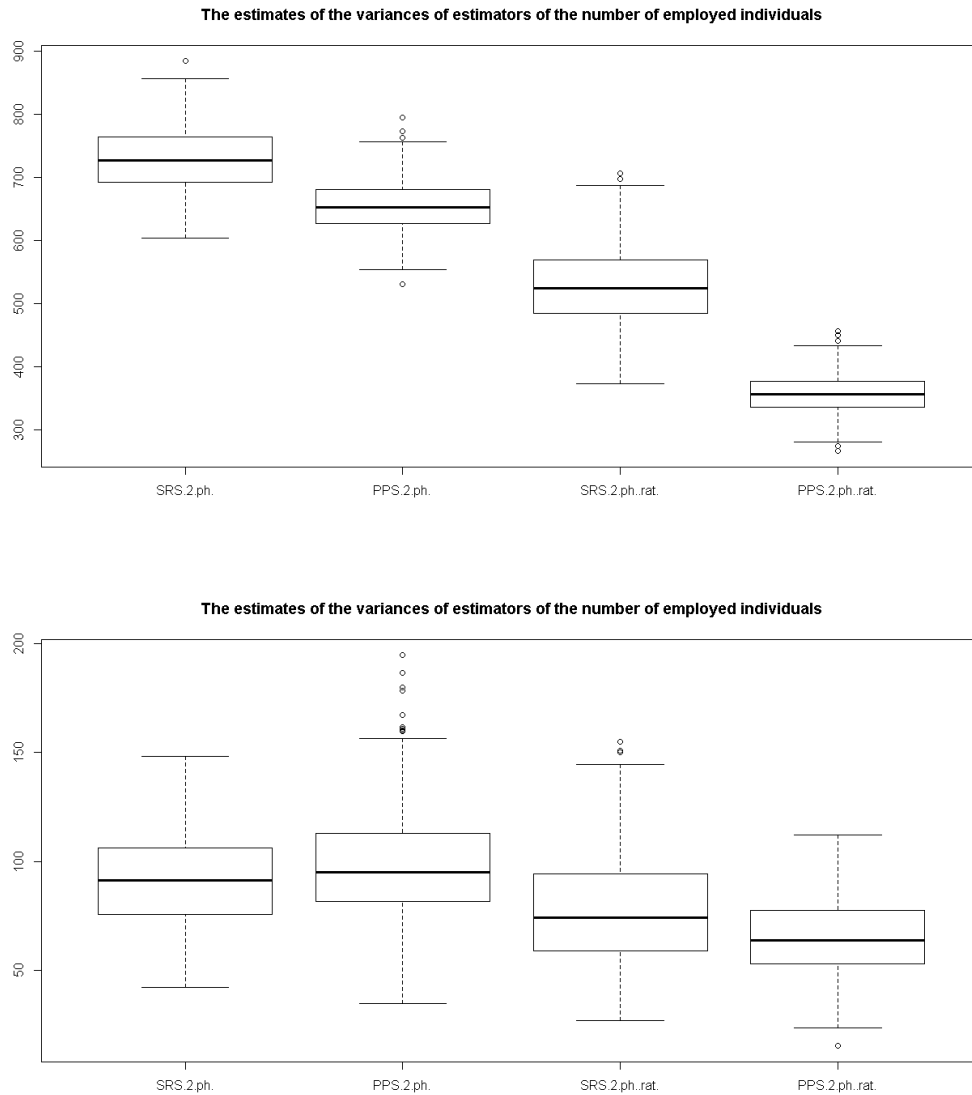 The estimates of the variances of estimators of the number of employed individuals
900
800
700
600
500
400
300
SRS.2.ph. PPS.2.ph. SRS.2.ph..rat. PPS.2.ph..rat.
The estimates of the variances of estimators of the number of employed individuals
200
150
100
50
SRS.2.ph. PPS.2.ph. SRS.2.ph..rat. PPS.2.ph..rat.